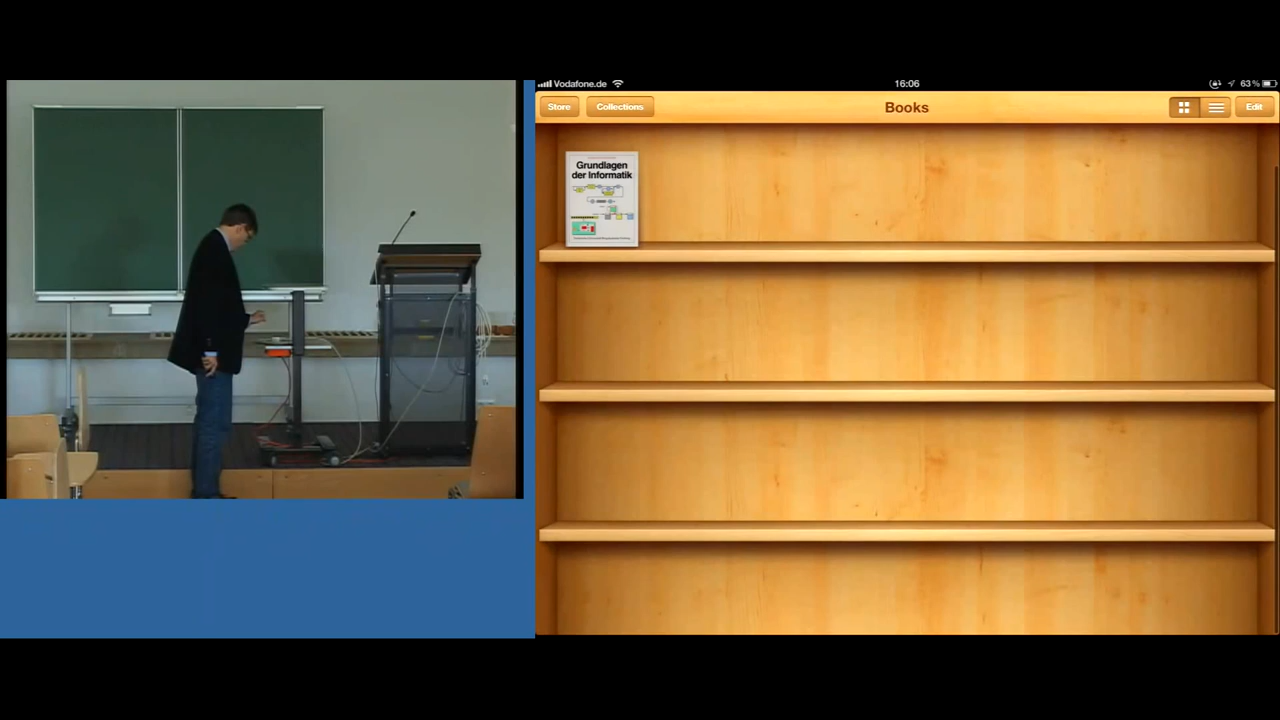 Vodafone.de
16:06
63%
Store
Collections
Books
Edit
Grundlagen
der Informatik